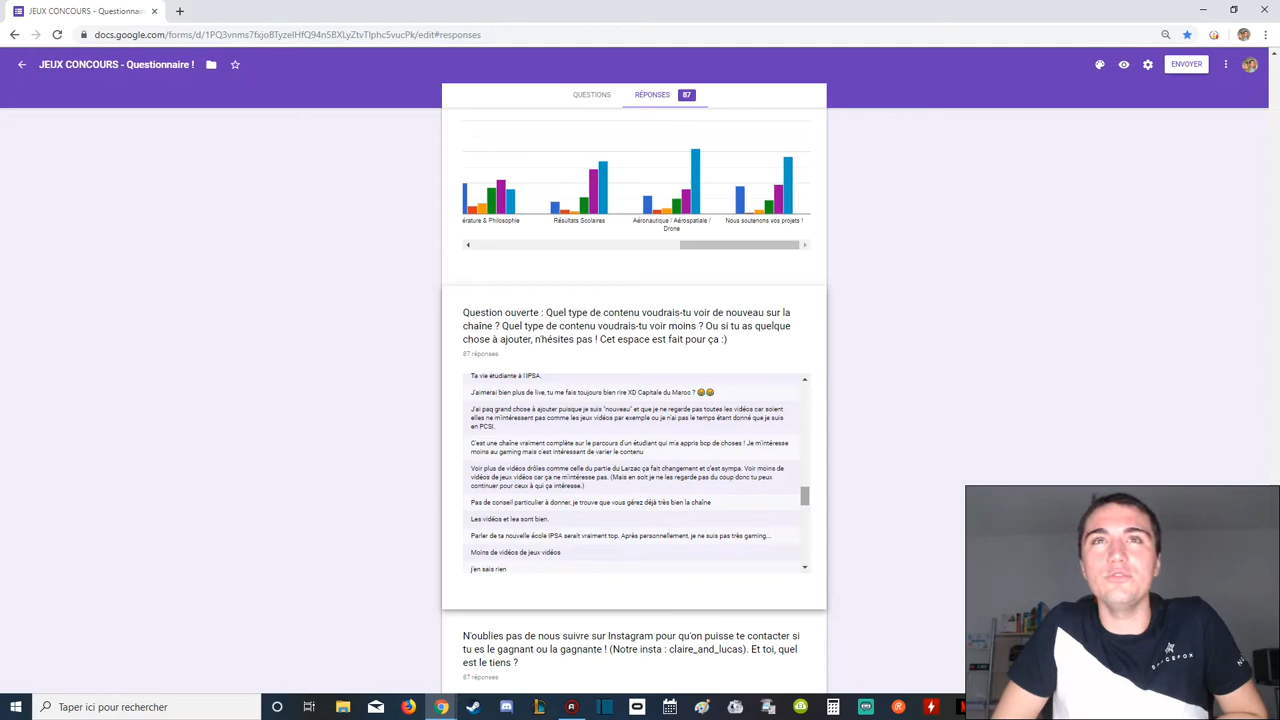 JEUX CONCOURS - Questionnaire
docs.google.com/forms/d/1PQ3vnms7fxjoBTyzeIHfQ94n5BXLyZtvTlphc5vucPk/edit#responses
JEUX CONCOURS - Questionnaire !
ENVOYER
QUESTIONS
RÉPONSES 87
érature & Philosophie
Résultats Scolaires
Aéronautique / Aérospatiale /
Drone
Nous soutenons vos projets !
Question ouverte : Quel type de contenu voudrais-tu voir de nouveau sur la
chaîne ? Quel type de contenu voudrais-tu voir moins ? Ou si tu as quelque
chose à ajouter, n'hésites pas ! Cet espace est fait pour ça :)
87 réponses
Ta vie étudiante à l'IPSA.
J'aimerai bien plus de live, tu me fais toujours bien rire XD Capitale du Maroc ? 😂😂
J'ai paq grand chose à ajouter puisque je suis "nouveau" et que je ne regarde pas toutes les vidéos car soient
elles ne m'intéressent pas comme les jeux vidéos par exemple ou je n'ai pas le temps étant donné que je suis
en PCSI.
C'est une chaîne vraiment complète sur le parcours d'un étudiant qui m'a appris bcp de choses ! Je m'intéresse
moins au gaming mais c'est intéressant de varier le contenu
Voir plus de vidéos drôles comme celle du partie du Larzac ça fait changement et c'est sympa. Voir moins de
vidéos de jeux vidéos car ça ne m'intéresse pas. (Mais en soit je ne les regarde pas du coup donc tu peux
continuer pour ceux à qui ça intéresse.)
Pas de conseil particulier à donner, je trouve que vous gérez déjà très bien la chaîne
Les vidéos et lea sont bien.
Parler de ta nouvelle école IPSA serait vraiment top. Après personnellement, je ne suis pas très gaming...
Moins de vidéos de jeux vidéos
j'en sais rien
N'oublies pas de nous suivre sur Instagram pour qu'on puisse te contacter si
tu es le gagnant ou la gagnante ! (Notre insta : claire_and_lucas). Et toi, quel
est le tiens ?
87 réponses
SPACEFOX
Taper ici pour rechercher